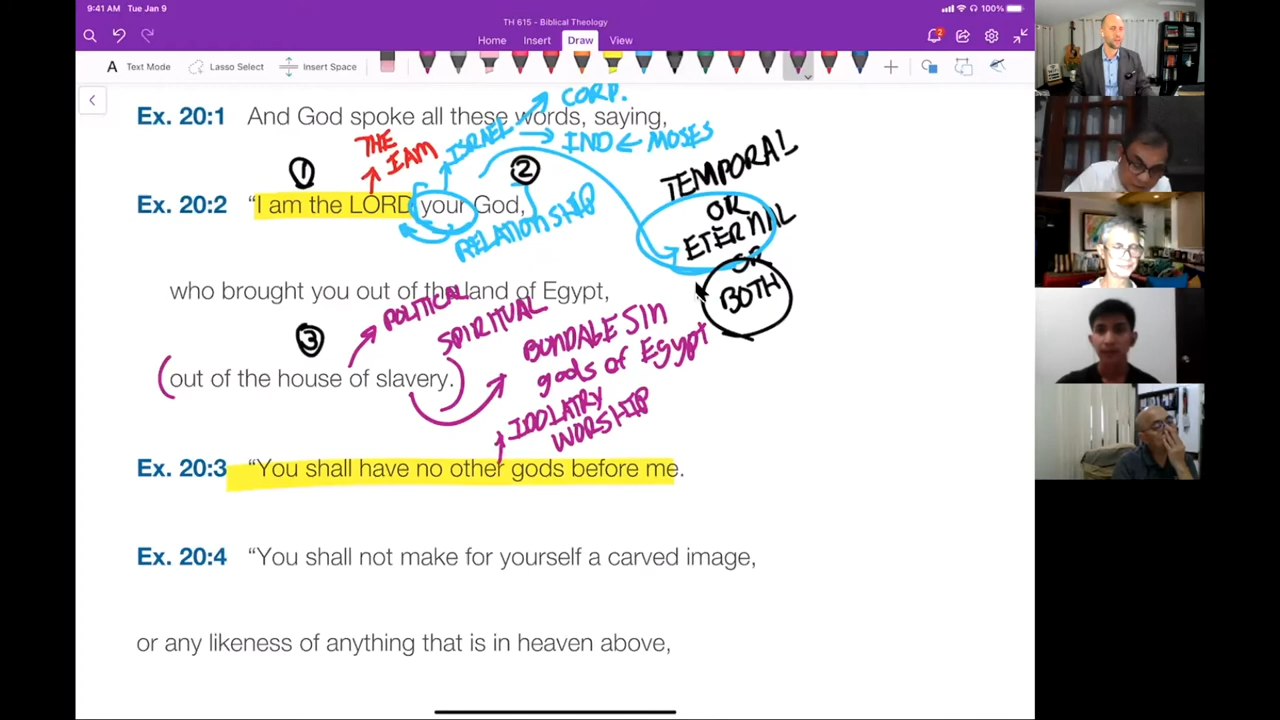 9:41 AM Tue Jan 9
100%
TH 615 - Biblical Theology
Home Insert Draw View
2
A Text Mode Lasso Select Insert Space
CORP.
Ex. 20:1 And God spoke all these words, saying,
THE I AM
ISRAEL
IND ← MOSES
① ②
TEMPORAL
OR
ETERNAL
OR
BOTH
Ex. 20:2 “I am the LORD your God,
RELATIONSHIP
who brought you out of the land of Egypt,
③
POLITICAL
SPIRITUAL
BONDAGE SIN
gods of Egypt
(out of the house of slavery.)
IDOLATRY
WORSHIP
Ex. 20:3 “You shall have no other gods before me.
Ex. 20:4 “You shall not make for yourself a carved image,
or any likeness of anything that is in heaven above,